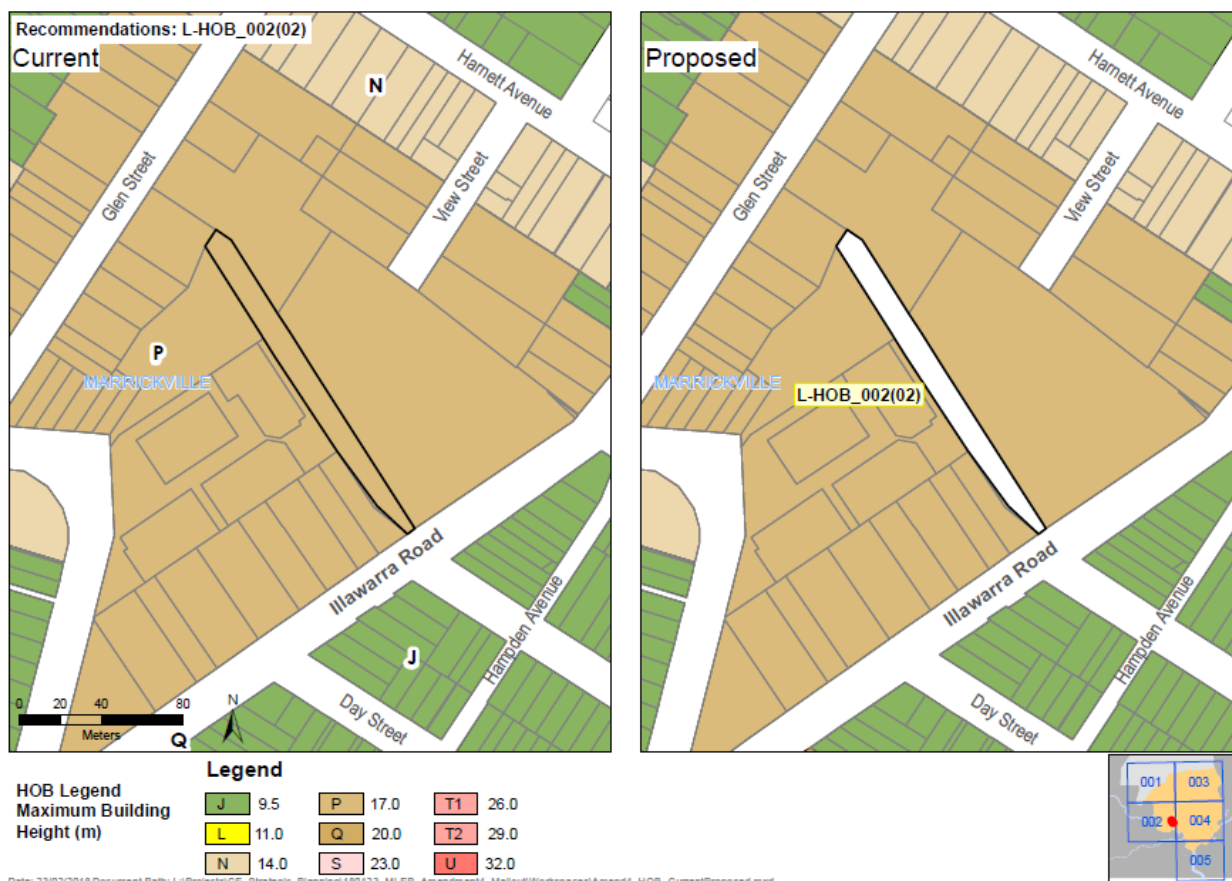 Recommendations: L-HOB_002(02)
Current
N
Harnett Avenue
Glen Street
View Street
P
MARRICKVILLE
Illawarra Road
Hampden Avenue
J
Day Street
0 20 40 80
Meters
N
Q
Proposed
Harnett Avenue
Glen Street
View Street
MARRICKVILLE
L-HOB_002(02)
Illawarra Road
Hampden Avenue
Day Street
HOB Legend
Maximum Building
Height (m)
Legend
J 9.5 P 17.0 T1 26.0
L 11.0 Q 20.0 T2 29.0
N 14.0 S 23.0 U 32.0
001 003
002 004
005